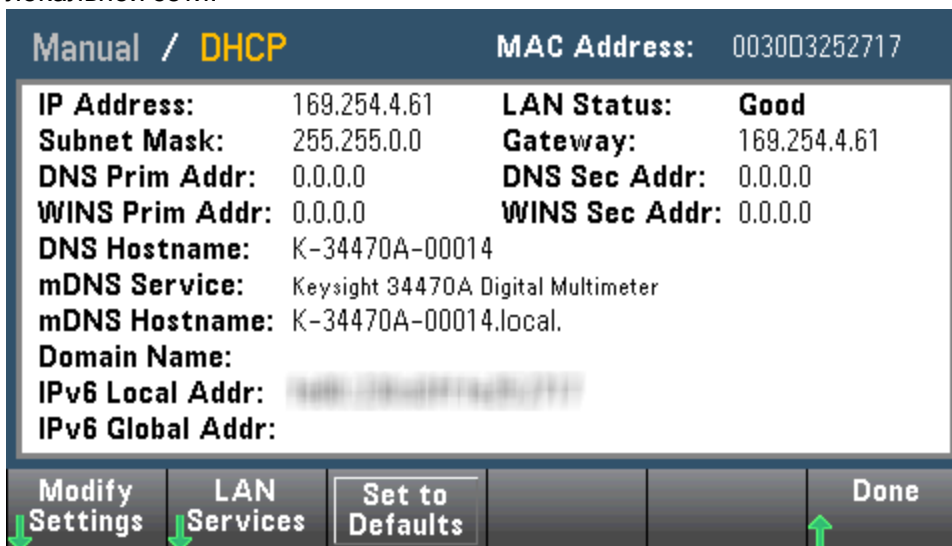 Manual / DHCP MAC Address: 0030D3252717
IP Address: 169.254.4.61 LAN Status: Good
Subnet Mask: 255.255.0.0 Gateway: 169.254.4.61
DNS Prim Addr: 0.0.0.0 DNS Sec Addr: 0.0.0.0
WINS Prim Addr: 0.0.0.0 WINS Sec Addr: 0.0.0.0
DNS Hostname: K-34470A-00014
mDNS Service: Keysight 34470A Digital Multimeter
mDNS Hostname: K-34470A-00014.local.
Domain Name:
IPv6 Local Addr:
IPv6 Global Addr:
Modify Settings LAN Services Set to Defaults Done